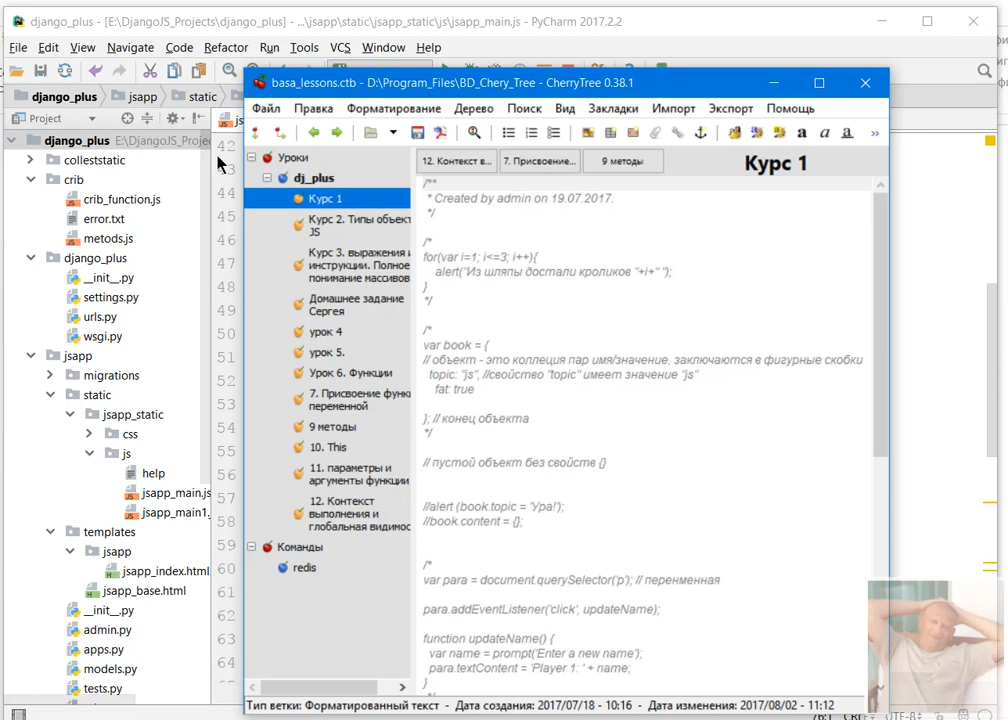 django_plus - [E:\DjangoJS_Projects\django_plus] - ...\jsapp\static\jsapp_static\js\jsapp_main.js - PyCharm 2017.2.2
File Edit View Navigate Code Refactor Run Tools VCS Window Help
django_plus jsapp static
Project
django_plus E:\DjangoJS_Projec
colleststatic
crib
crib_function.js
error.txt
metods.js
django_plus
__init__.py
settings.py
urls.py
wsgi.py
jsapp
migrations
static
jsapp_static
css
js
help
jsapp_main.js
jsapp_main1.
templates
jsapp
jsapp_index.html
jsapp_base.html
__init__.py
admin.py
apps.py
models.py
tests.py
js
42
53
44
45
46
47
48
49
50
51
52
53
54
55
56
57
58
59
60
61
62
63
64
basa_lessons.ctb - D:\Program_Files\BD_Chery_Tree - CherryTree 0.38.1
Файл Правка Форматирование Дерево Поиск Вид Закладки Импорт Экспорт Помощь
a a a »
Уроки
dj_plus
Курс 1
Курс 2. Типы объект
JS
Курс 3. выражения и
инструкции. Полное
понимание массивов
Домашнее задание
Сергея
урок 4
урок 5.
Урок 6. Функции
7. Присвоение функ
переменной
9 методы
10. This
11. параметры и
аргументы функции
12. Контекст
выполнения и
глобальная видимос
Команды
redis
12. Контекст в... 7. Присвоение... 9 методы Курс 1
/**
* Created by admin on 19.07.2017.
*/
/*
for(var i=1; i<=3; i++){
alert("Из шляпы достали кроликов "+i+" ");
}
*/
/*
var book = {
// объект - это коллеция пар имя/значение, заключаются в фигурные скобки
topic: "js", //свойство "topic" имеет значение "js"
fat: true
}; // конец объекта
*/
// пустой объект без свойств {}
//alert (book.topic = "Ура!");
//book.content = {};
/*
var para = document.querySelector('p'); // перенменная
para.addEventListener('click', updateName);
function updateName() {
var name = prompt('Enter a new name');
para.textContent = 'Player 1: ' + name;
}
Тип ветки: Форматированный текст - Дата создания: 2017/07/18 - 10:16 - Дата изменения: 2017/08/02 - 11:12